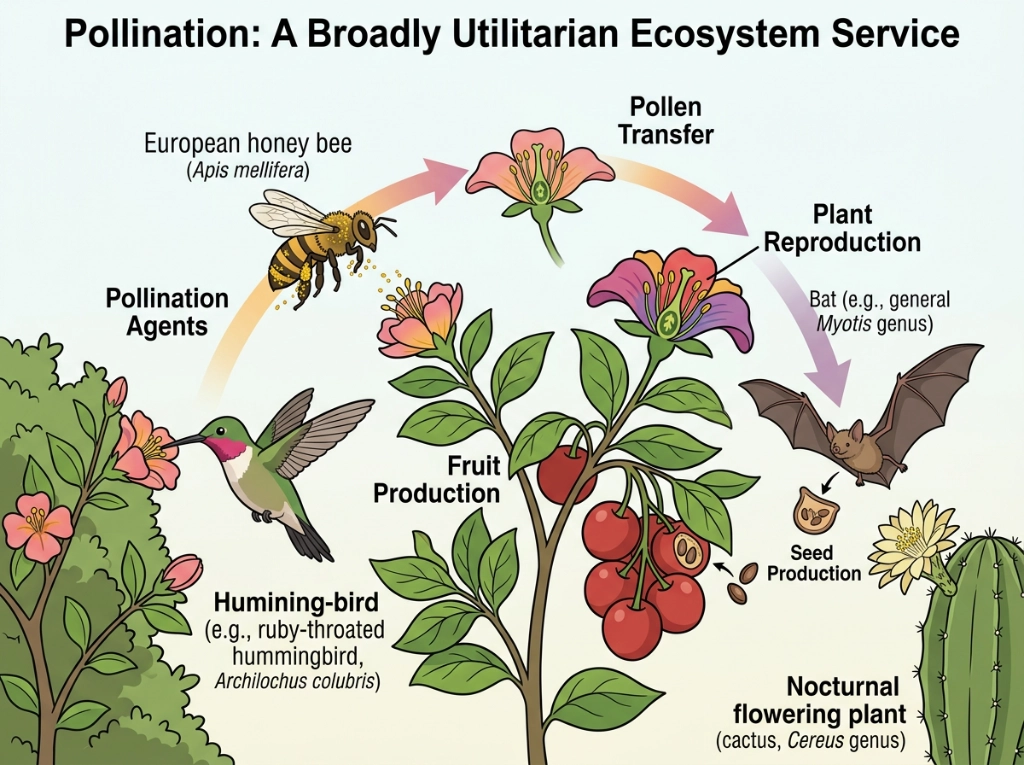 Pollination: A Broadly Utilitarian Ecosystem Service
Pollen
Transfer
European honey bee
(Apis mellifera)
Plant
Reproduction
Pollination
Agents
Bat (e.g., general
Myotis genus)
Fruit
Production
Seed
Production
Humining-bird
(e.g., ruby-throated
hummingbird,
Archilochus colubris)
Nocturnal
flowering plant
(cactus, Cereus genus)